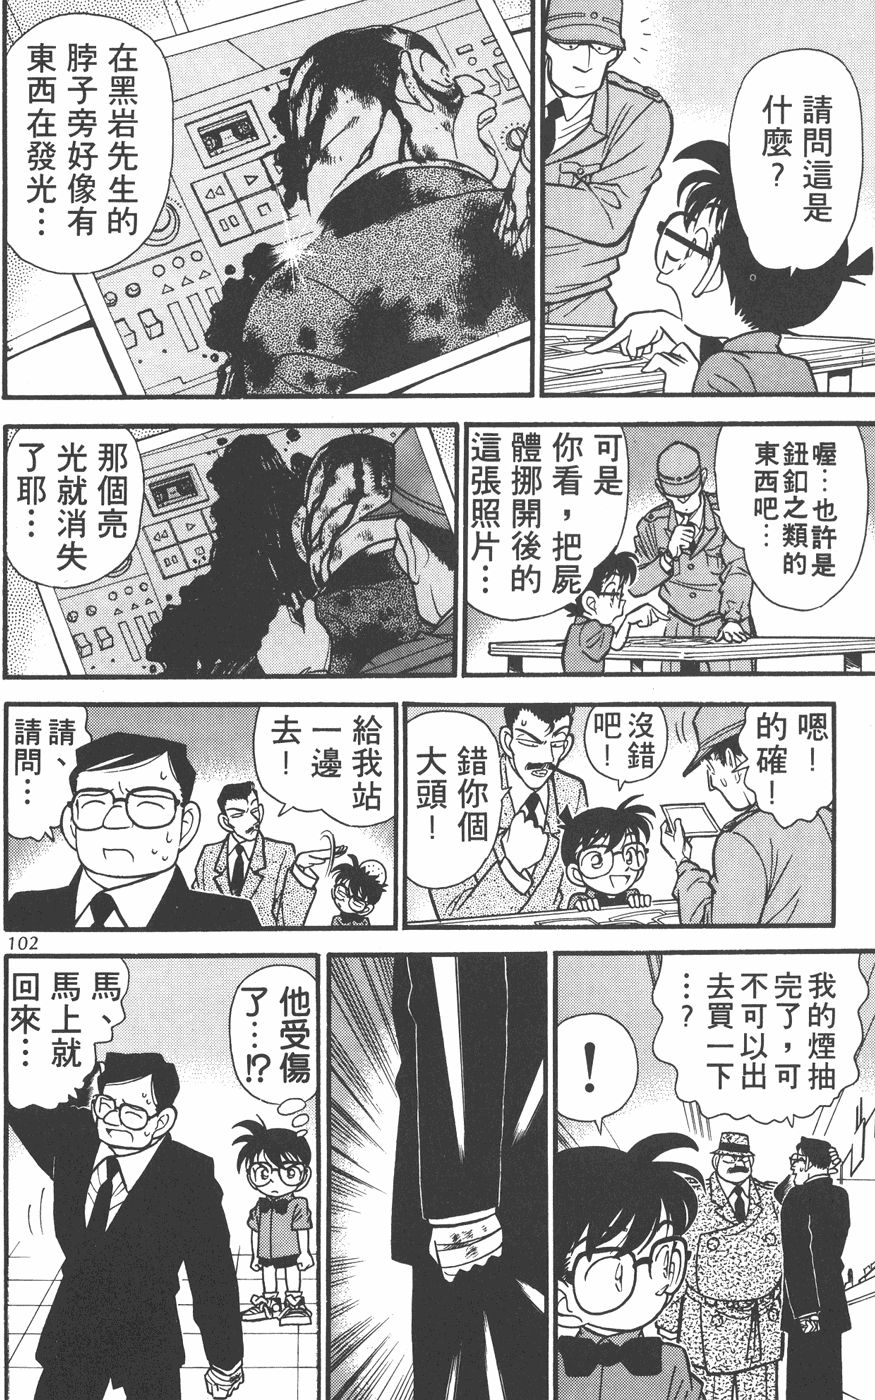 請問這是
什麼？
在黑岩先生的
脖子旁好像有
東西在發光…
喔…也許是
鈕釦之類的
東西吧…
可是
你看，把屍
體挪開後的
這張照片…
那個亮
光就消失
了耶…
嗯！
的確！
沒錯
吧！
錯你個
大頭！
給我站
一邊
去！
請、
請問…
我的煙抽
完了，可
不可以出
去買一下
…？
！
他受傷
了…!?
馬、
馬上就
回來…
102